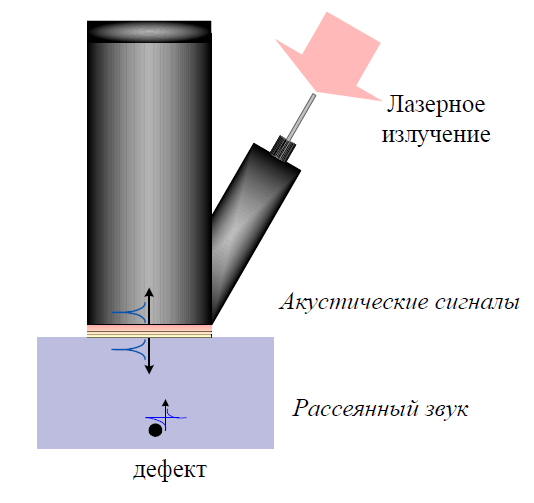 Лазерное
излучение
Акустические сигналы
Рассеянный звук
дефект